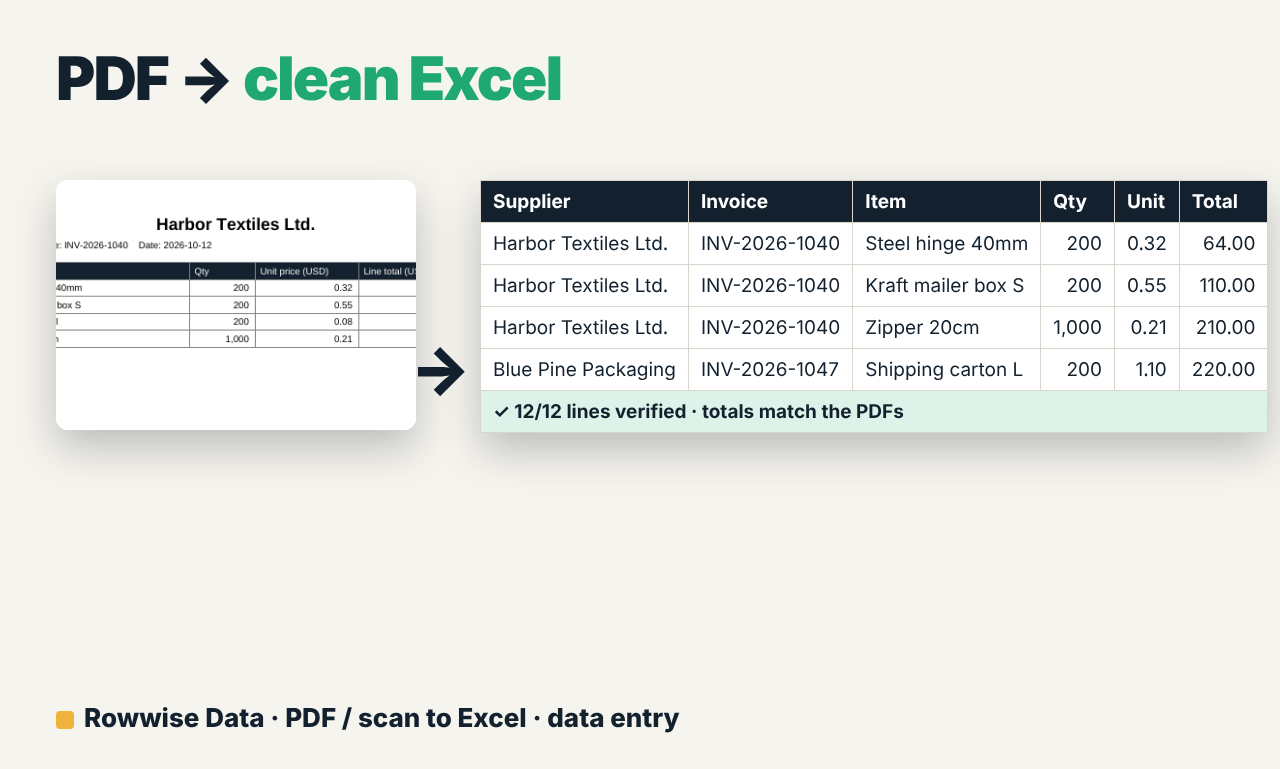 PDF → clean Excel
Harbor Textiles Ltd.
: INV-2026-1040 Date: 2026-10-12
Qty Unit price (USD) Line total (U
40mm 200 0.32
box S 200 0.55
200 0.08
1,000 0.21
→
Supplier Invoice Item Qty Unit Total
Harbor Textiles Ltd. INV-2026-1040 Steel hinge 40mm 200 0.32 64.00
Harbor Textiles Ltd. INV-2026-1040 Kraft mailer box S 200 0.55 110.00
Harbor Textiles Ltd. INV-2026-1040 Zipper 20cm 1,000 0.21 210.00
Blue Pine Packaging INV-2026-1047 Shipping carton L 200 1.10 220.00
✓ 12/12 lines verified · totals match the PDFs
Rowwise Data · PDF / scan to Excel · data entry